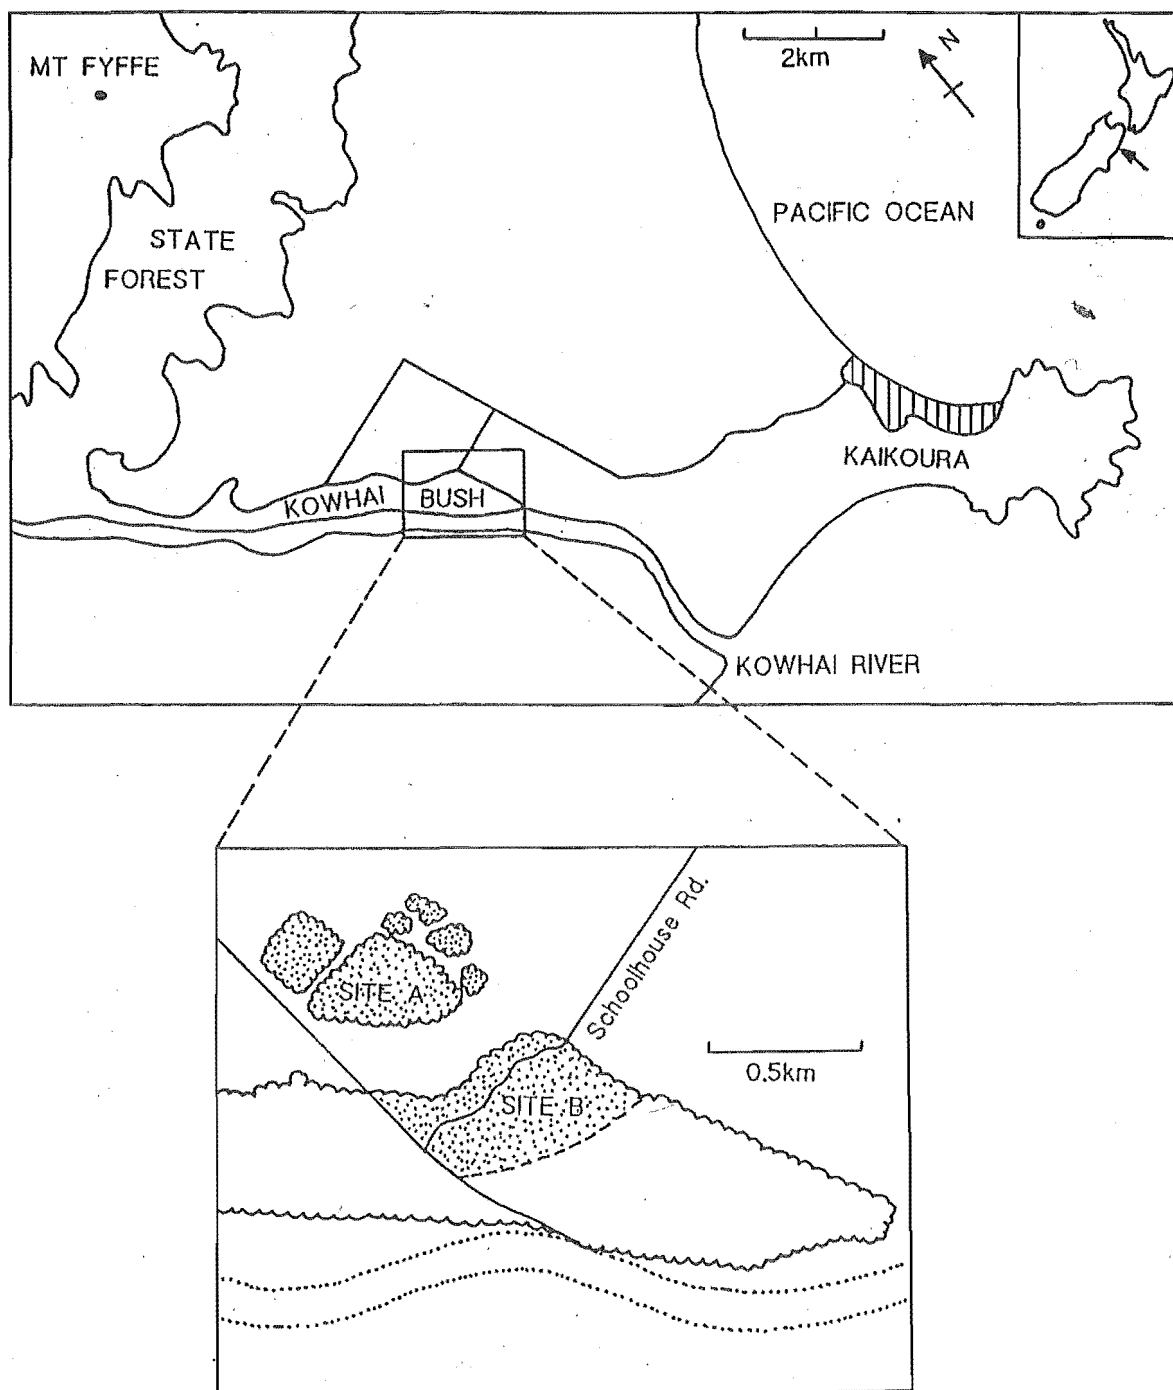 MT FYFFE
2km
N
PACIFIC OCEAN
STATE
FOREST
KAIKOURA
KOWHAI BUSH
KOWHAI RIVER
Schoolhouse Rd.
SITE A
0.5km
SITE B